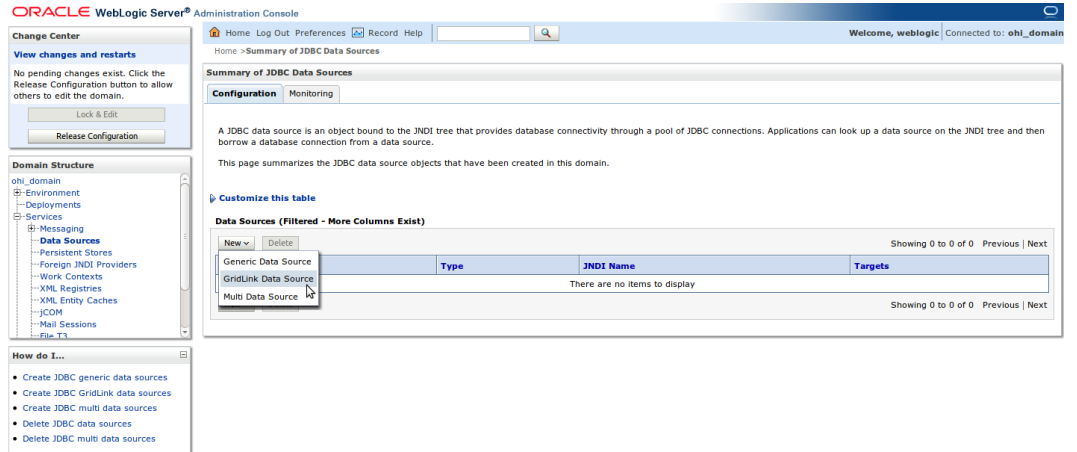 ORACLE WebLogic Server® Administration Console
Change Center
View changes and restarts
No pending changes exist. Click the
Release Configuration button to allow
others to edit the domain.
Lock & Edit
Release Configuration
Domain Structure
ohi_domain
Environment
Deployments
Services
Messaging
Data Sources
Persistent Stores
Foreign JNDI Providers
Work Contexts
XML Registries
XML Entity Caches
jCOM
Mail Sessions
File T3
How do I...
Create JDBC generic data sources
Create JDBC GridLink data sources
Create JDBC multi data sources
Delete JDBC data sources
Delete JDBC multi data sources
Home Log Out Preferences Record Help
Welcome, weblogic Connected to: ohi_domain
Home >Summary of JDBC Data Sources
Summary of JDBC Data Sources
Configuration Monitoring
A JDBC data source is an object bound to the JNDI tree that provides database connectivity through a pool of JDBC connections. Applications can look up a data source on the JNDI tree and then
borrow a database connection from a data source.
This page summarizes the JDBC data source objects that have been created in this domain.
Customize this table
Data Sources (Filtered - More Columns Exist)
New Delete
Showing 0 to 0 of 0 Previous | Next
Generic Data Source
GridLink Data Source
Multi Data Source
Type JNDI Name Targets
There are no items to display
Showing 0 to 0 of 0 Previous | Next